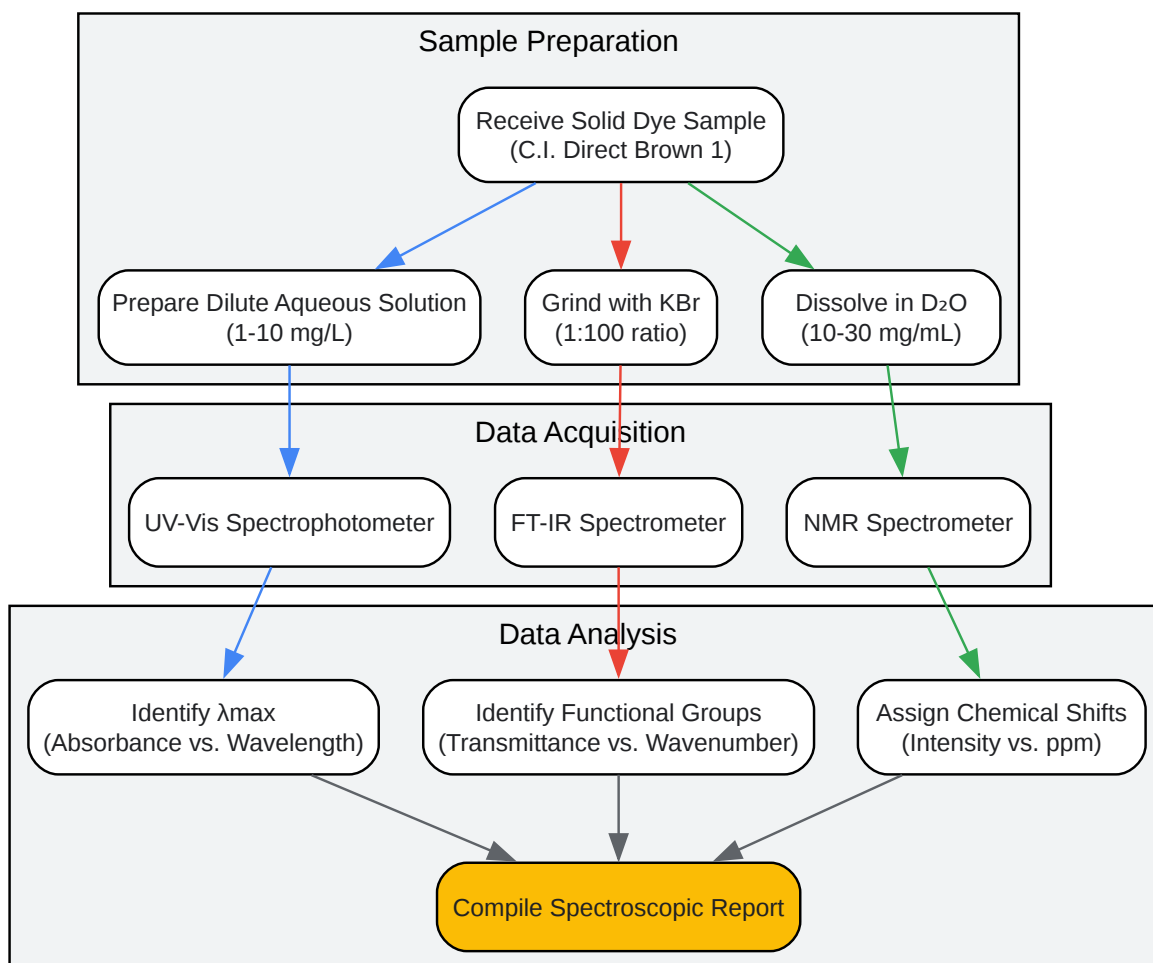 Sample Preparation
Receive Solid Dye Sample
(C.I. Direct Brown 1)
Prepare Dilute Aqueous Solution
(1-10 mg/L)
Grind with KBr
(1:100 ratio)
Dissolve in D₂O
(10-30 mg/mL)
Data Acquisition
UV-Vis Spectrophotometer
FT-IR Spectrometer
NMR Spectrometer
Data Analysis
Identify λmax
(Absorbance vs. Wavelength)
Identify Functional Groups
(Transmittance vs. Wavenumber)
Assign Chemical Shifts
(Intensity vs. ppm)
Compile Spectroscopic Report